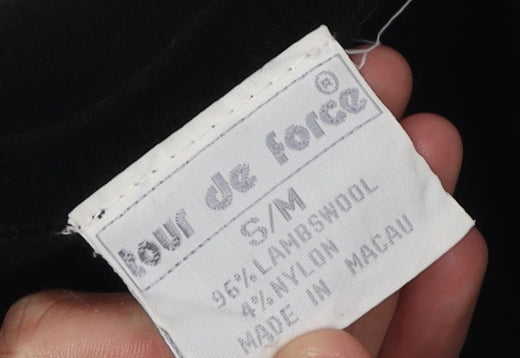 tour de force®
S/M
96% LAMBSWOOL
4% NYLON
MADE IN MACAU